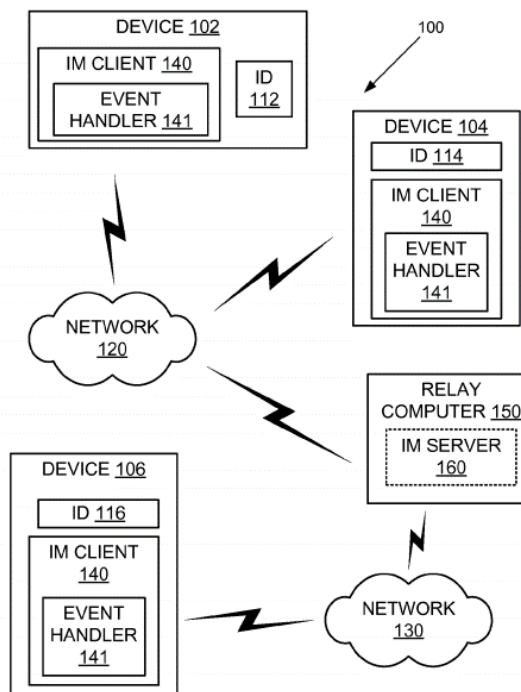 DEVICE 102
IM CLIENT 140
EVENT
HANDLER 141
ID
112
100
DEVICE 104
ID 114
IM CLIENT
140
EVENT
HANDLER
141
NETWORK
120
RELAY
COMPUTER 150
IM SERVER
160
DEVICE 106
ID 116
IM CLIENT
140
EVENT
HANDLER
141
NETWORK
130